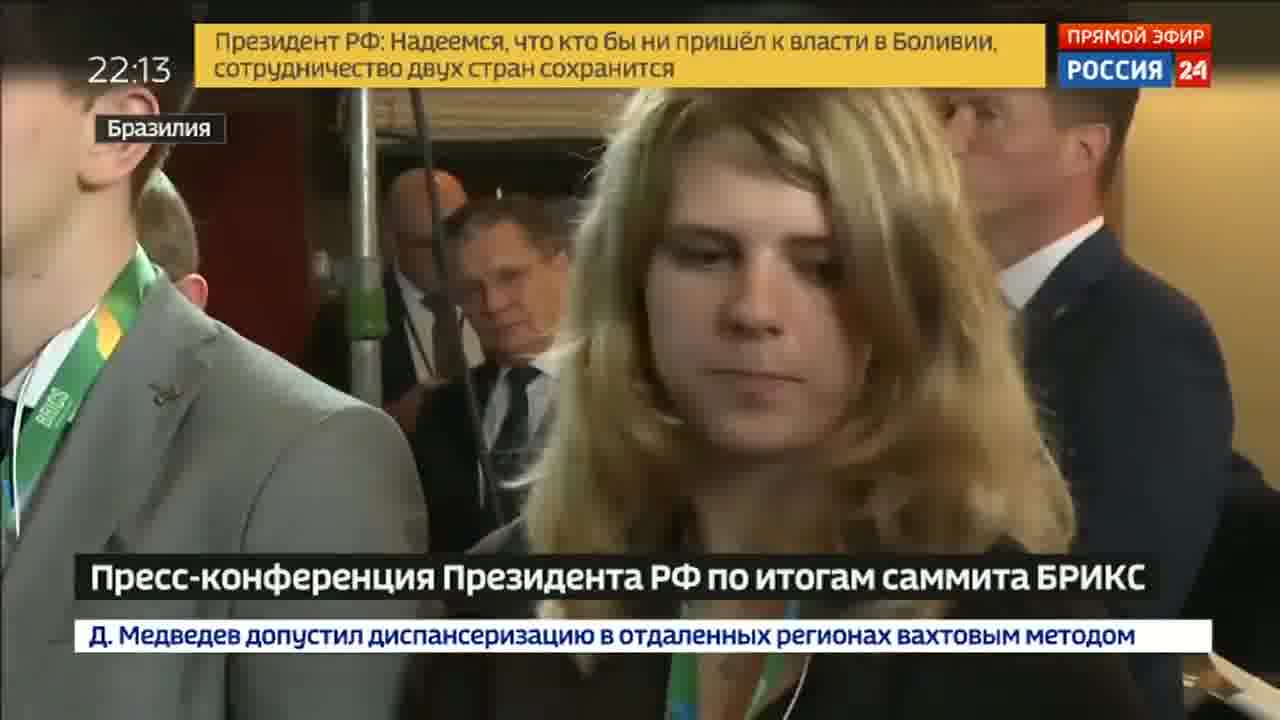 22:13
Президент РФ: Надеемся, что кто бы ни пришёл к власти в Боливии,
сотрудничество двух стран сохранится
ПРЯМОЙ ЭФИР
РОССИЯ 24
Бразилия
BRICS
Пресс-конференция Президента РФ по итогам саммита БРИКС
Д. Медведев допустил диспансеризацию в отдаленных регионах вахтовым методом